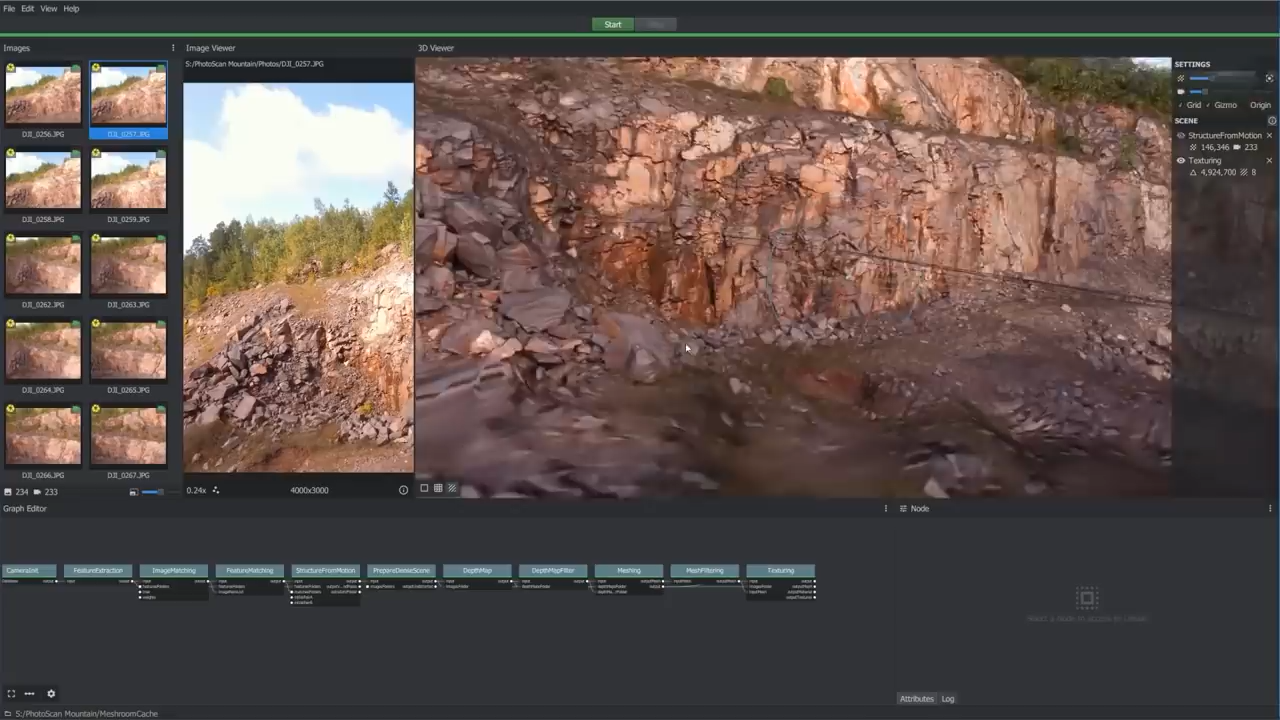 File Edit View Help
Start
Images
Image Viewer
3D Viewer
S:/PhotoScan Mountain/Photos/DJI_0257.JPG
SETTINGS
Grid
Gizmo
Origin
SCENE
StructureFromMotion
146,346 233
Texturing
4,924,700 8
DJI_0256.JPG
DJI_0257.JPG
DJI_0258.JPG
DJI_0259.JPG
DJI_0262.JPG
DJI_0263.JPG
DJI_0264.JPG
DJI_0265.JPG
DJI_0266.JPG
DJI_0267.JPG
234 233
0.24x
4000x3000
Graph Editor
Node
CameraInit
FeatureExtraction
ImageMatching
FeatureMatching
StructureFromMotion
PrepareDenseScene
DepthMap
DepthMapFilter
Meshing
MeshFiltering
Texturing
Attributes
Log
S:/PhotoScan Mountain/MeshroomCache